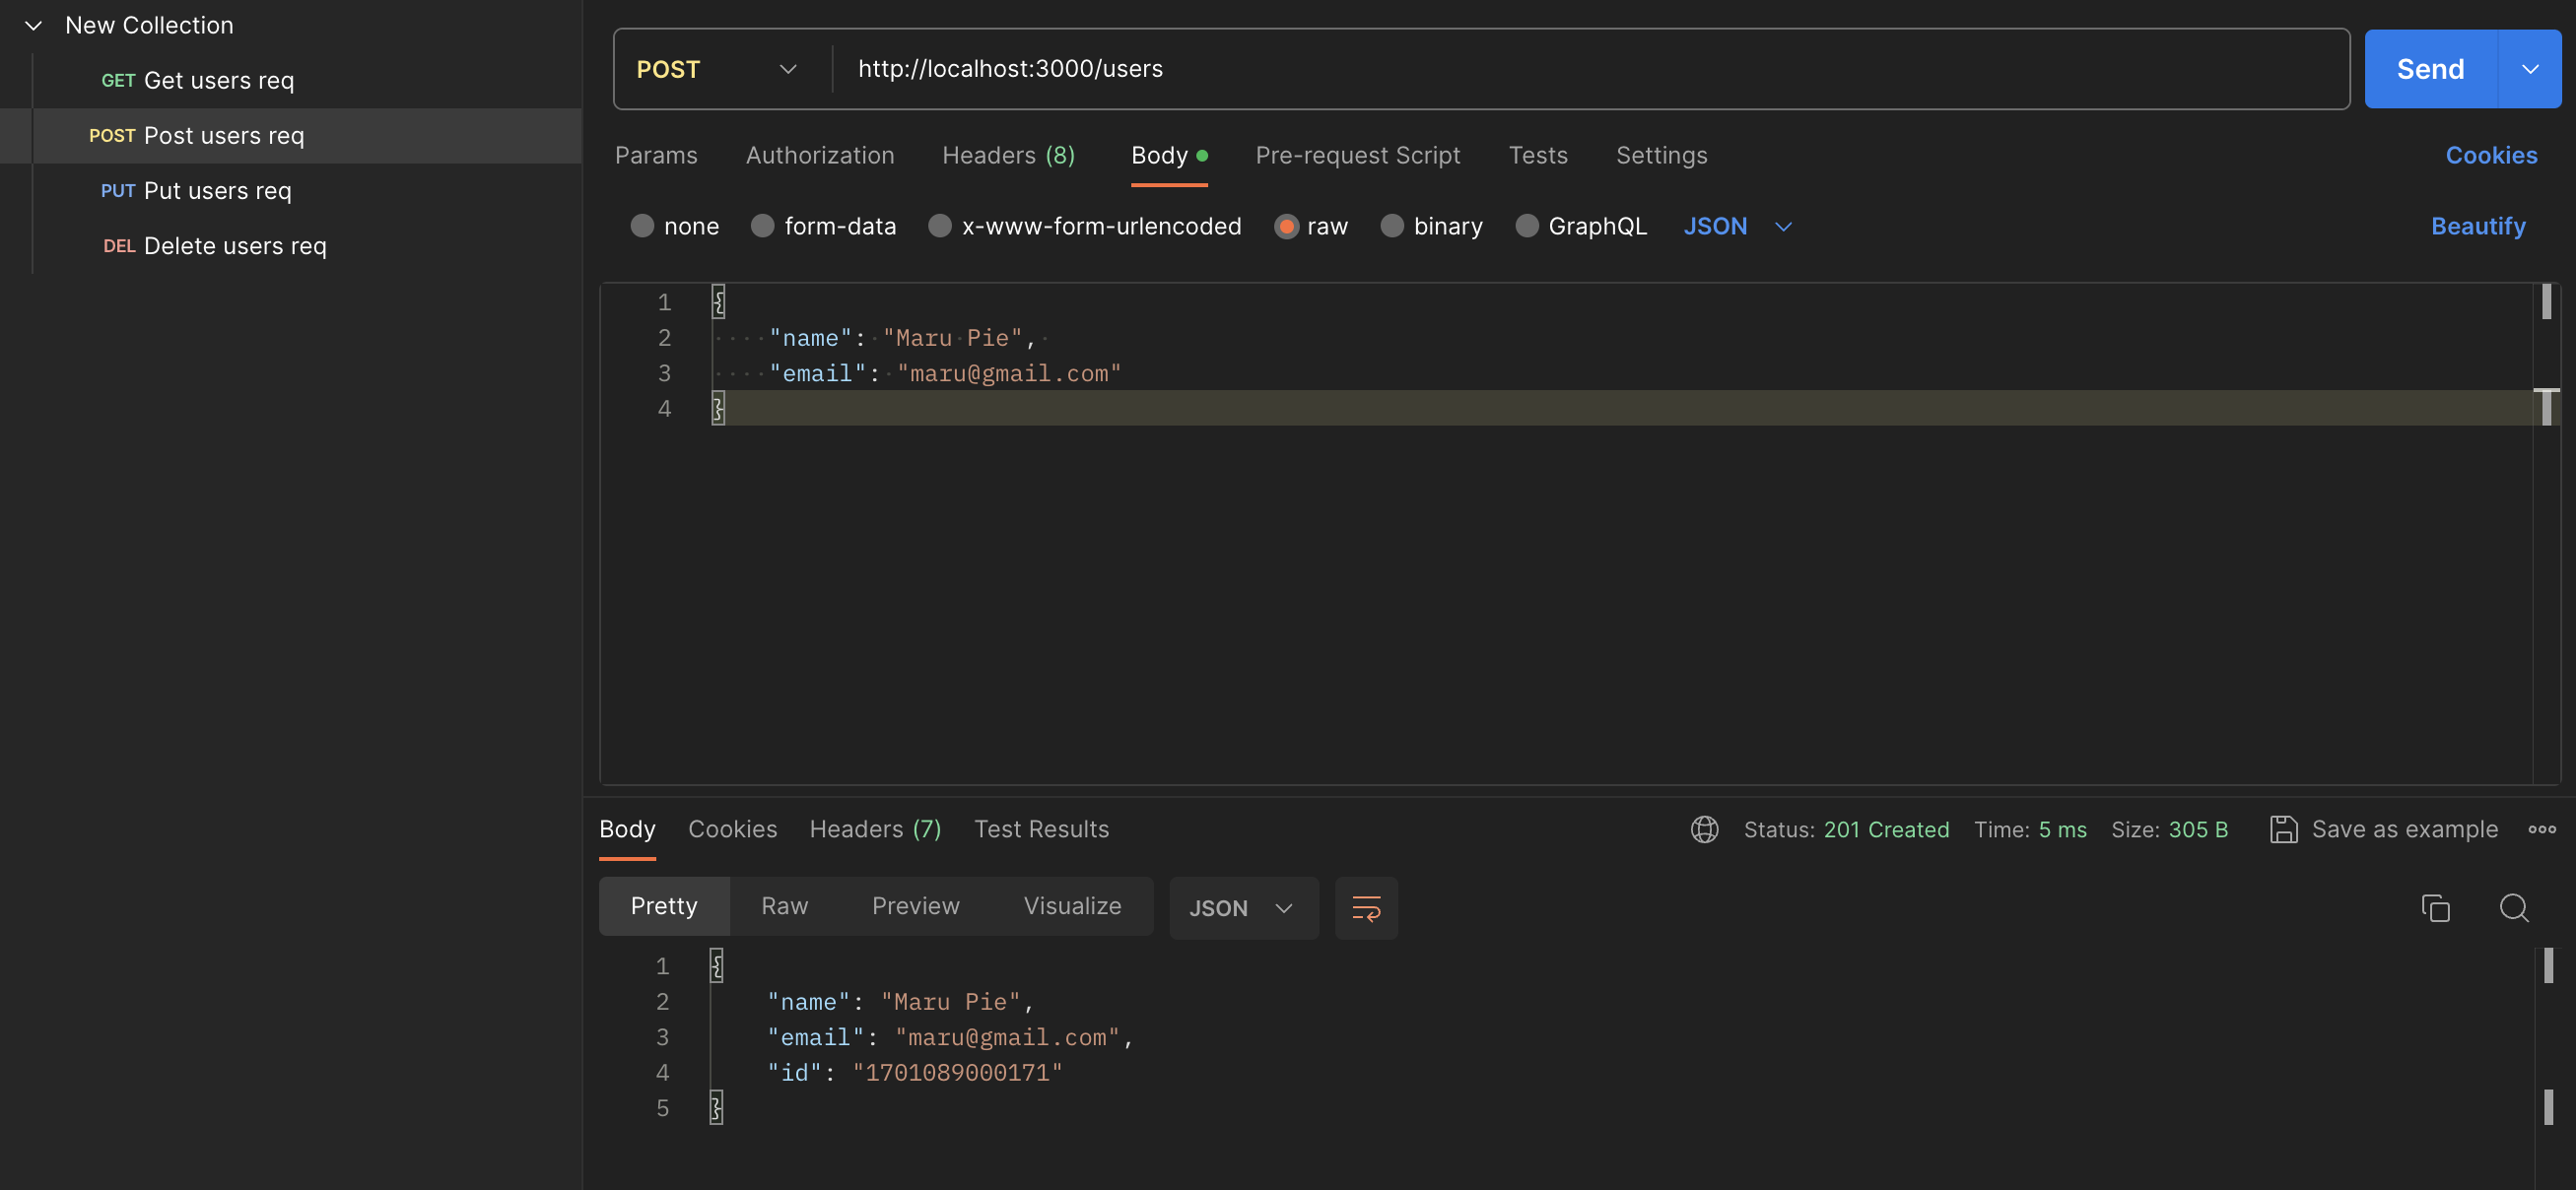 New Collection
GET Get users req
POST Post users req
PUT Put users req
DEL Delete users req
POST http://localhost:3000/users Send
Params Authorization Headers (8) Body Pre-request Script Tests Settings Cookies
none form-data x-www-form-urlencoded raw binary GraphQL JSON Beautify
1 {
2 "name": "Maru Pie",
3 "email": "maru@gmail.com"
4 }
Body Cookies Headers (7) Test Results Status: 201 Created Time: 5 ms Size: 305 B Save as example
Pretty Raw Preview Visualize JSON
1 {
2 "name": "Maru Pie",
3 "email": "maru@gmail.com",
4 "id": "1701089000171"
5 }